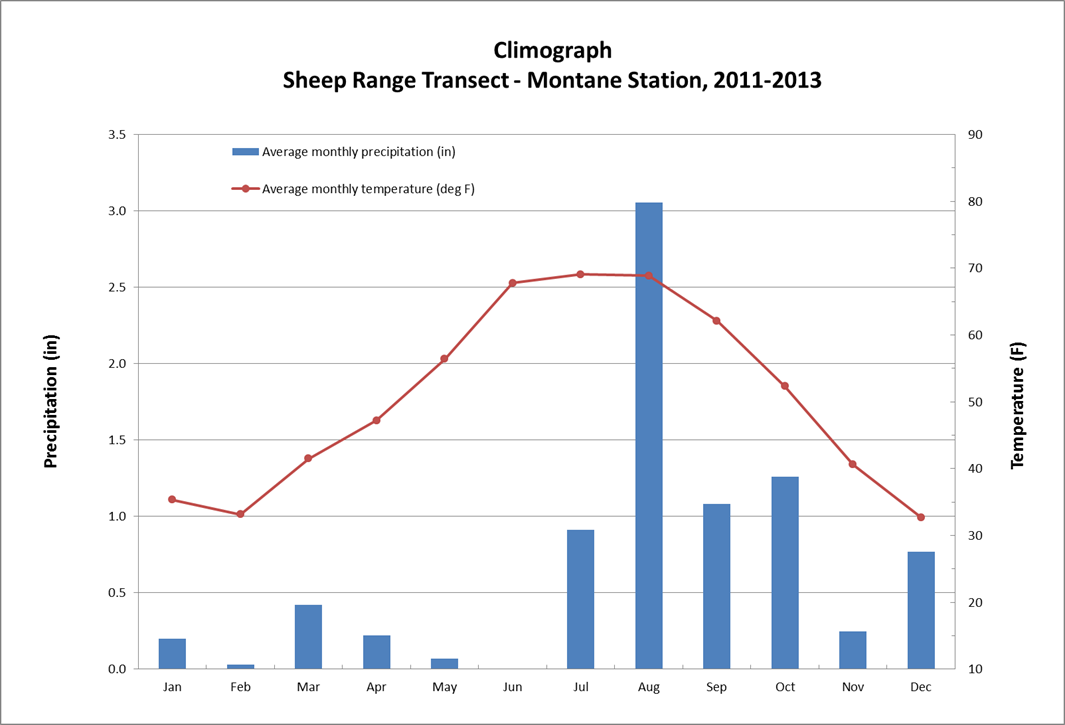 Climograph
Sheep Range Transect - Montane Station, 2011-2013
Average monthly precipitation (in)
Average monthly temperature (deg F)
Precipitation (in)
3.5
3.0
2.5
2.0
1.5
1.0
0.5
0.0
90
80
70
60
50
40
30
20
10
Temperature (F)
Jan Feb Mar Apr May Jun Jul Aug Sep Oct Nov Dec